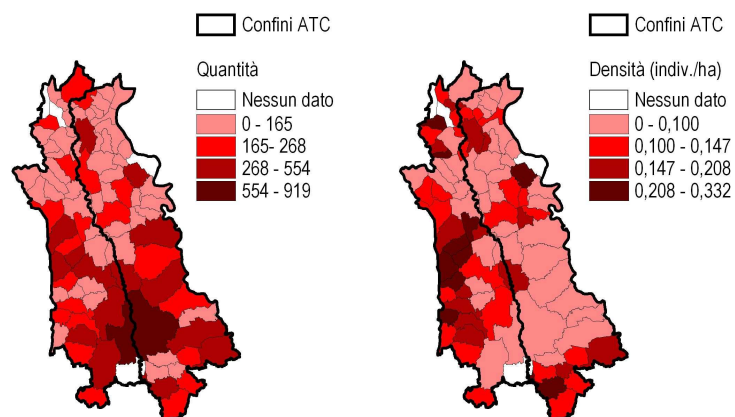 Confini ATC
Quantità
Nessun dato
0 - 165
165- 268
268 - 554
554 - 919
Confini ATC
Densità (indiv./ha)
Nessun dato
0 - 0,100
0,100 - 0,147
0,147 - 0,208
0,208 - 0,332